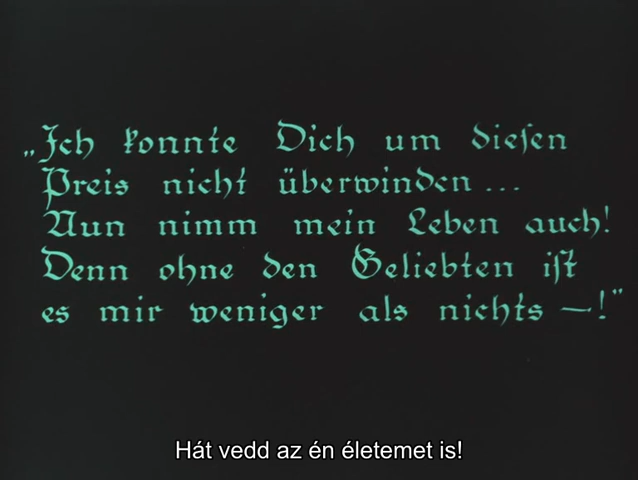 „Ich konnte Dich um diesen
Preis nicht überwinden...
Nun nimm mein Leben auch!
Denn ohne den Geliebten ist
es mir weniger als nichts —!"
Hát vedd az én életemet is!